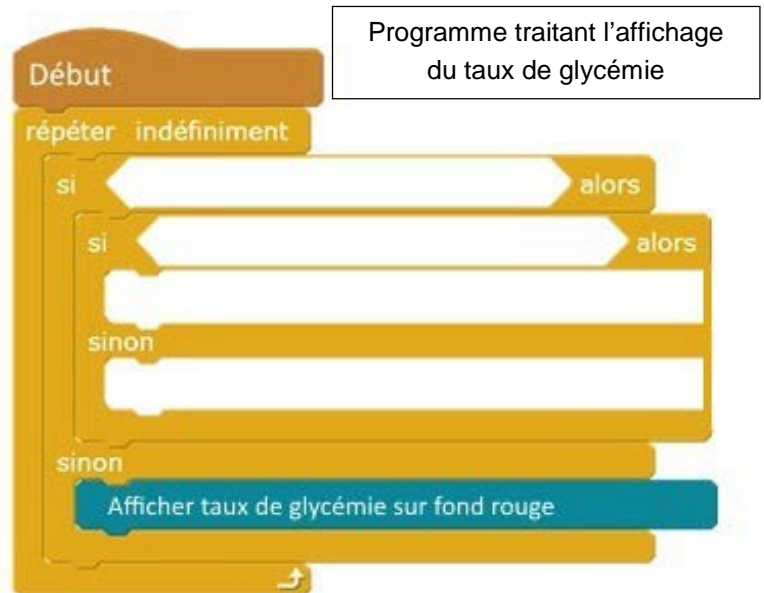 Programme traitant l’affichage
du taux de glycémie
Début
répéter indéfiniment
si alors
si alors
sinon
sinon
Afficher taux de glycémie sur fond rouge